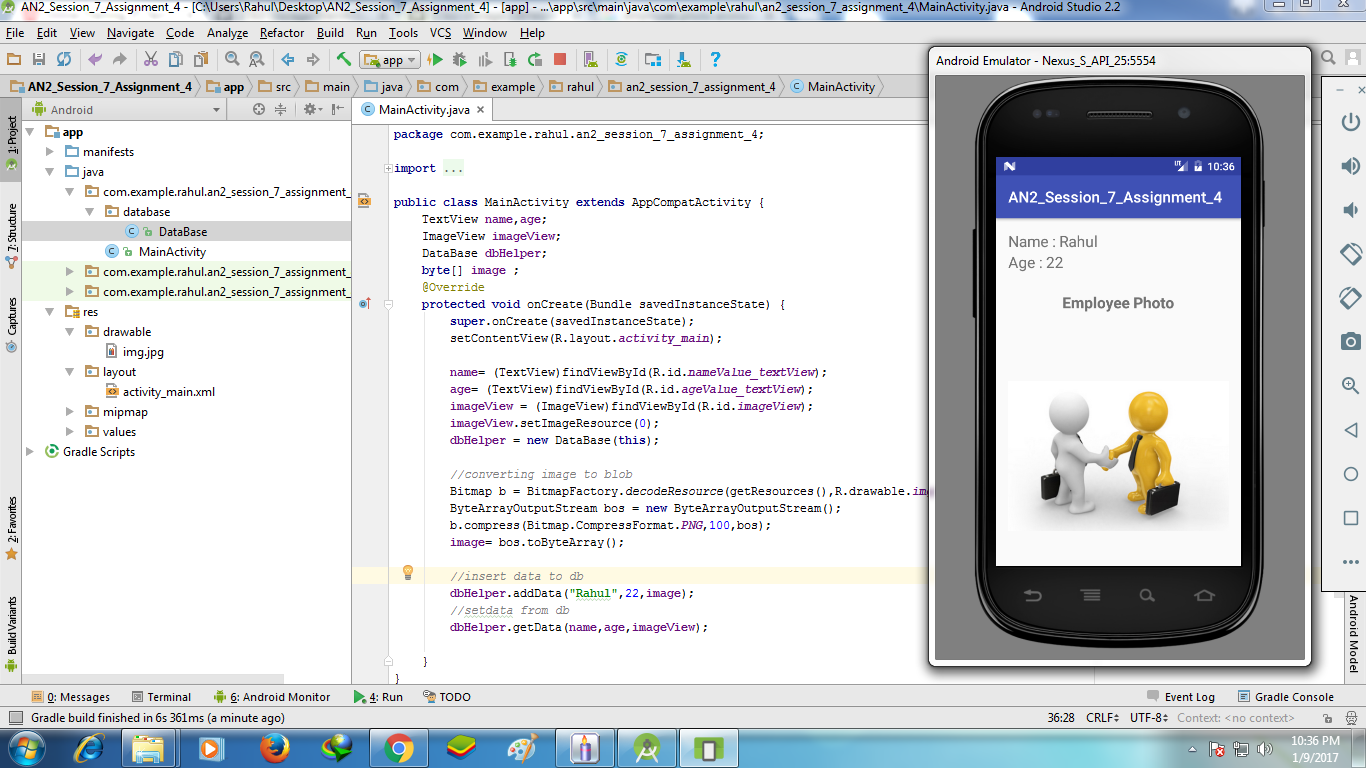 AN2_Session_7_Assignment_4 - [C:\Users\Rahul\Desktop\AN2_Session_7_Assignment_4] - [app] - ...\app\src\main\java\com\example\rahul\an2_session_7_assignment_4\MainActivity.java - Android Studio 2.2
File Edit View Navigate Code Analyze Refactor Build Run Tools VCS Window Help
app
AN2_Session_7_Assignment_4 app src main java com example rahul an2_session_7_assignment_4 MainActivity
Android
MainActivity.java
1: Project
7: Structure
Captures
2: Favorites
Build Variants
app
manifests
java
com.example.rahul.an2_session_7_assignment_
database
DataBase
MainActivity
com.example.rahul.an2_session_7_assignment_
com.example.rahul.an2_session_7_assignment_
res
drawable
img.jpg
layout
activity_main.xml
mipmap
values
Gradle Scripts
package com.example.rahul.an2_session_7_assignment_4;
import ...
public class MainActivity extends AppCompatActivity {
TextView name,age;
ImageView imageView;
DataBase dbHelper;
byte[] image ;
@Override
protected void onCreate(Bundle savedInstanceState) {
super.onCreate(savedInstanceState);
setContentView(R.layout.activity_main);
name= (TextView)findViewById(R.id.nameValue_textView);
age= (TextView)findViewById(R.id.ageValue_textView);
imageView = (ImageView)findViewById(R.id.imageView);
imageView.setImageResource(0);
dbHelper = new DataBase(this);
//converting image to blob
Bitmap b = BitmapFactory.decodeResource(getResources(),R.drawable.im
ByteArrayOutputStream bos = new ByteArrayOutputStream();
b.compress(Bitmap.CompressFormat.PNG,100,bos);
image= bos.toByteArray();
//insert data to db
dbHelper.addData("Rahul",22,image);
//setdata from db
dbHelper.getData(name,age,imageView);
}
}
Android Emulator - Nexus_S_API_25:5554
LTE 10:36
AN2_Session_7_Assignment_4
Name : Rahul
Age : 22
Employee Photo
Android Model
0: Messages Terminal 6: Android Monitor 4: Run TODO Event Log Gradle Console
Gradle build finished in 6s 361ms (a minute ago) 36:28 CRLF UTF-8 Context: <no context>
10:36 PM
1/9/2017